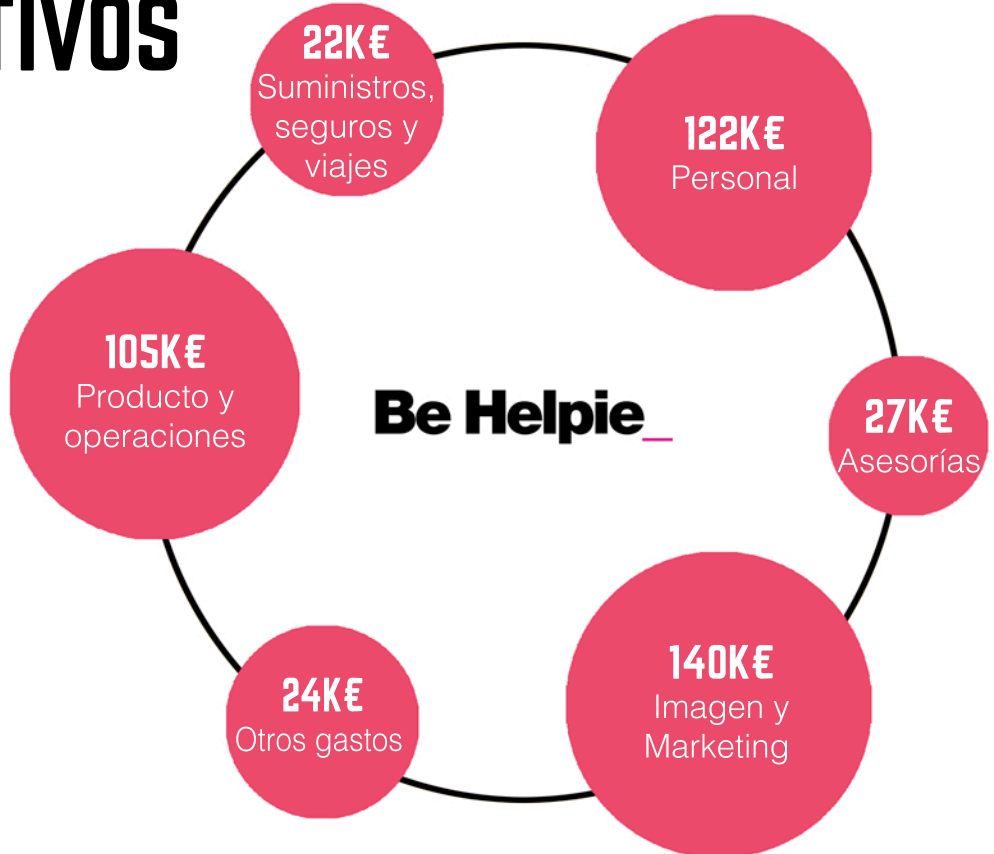 TIVOS
22K€
Suministros,
seguros y
viajes
122K€
Personal
105K€
Producto y
operaciones
Be Helpie_
27K€
Asesorías
24K€
Otros gastos
140K€
Imagen y
Marketing